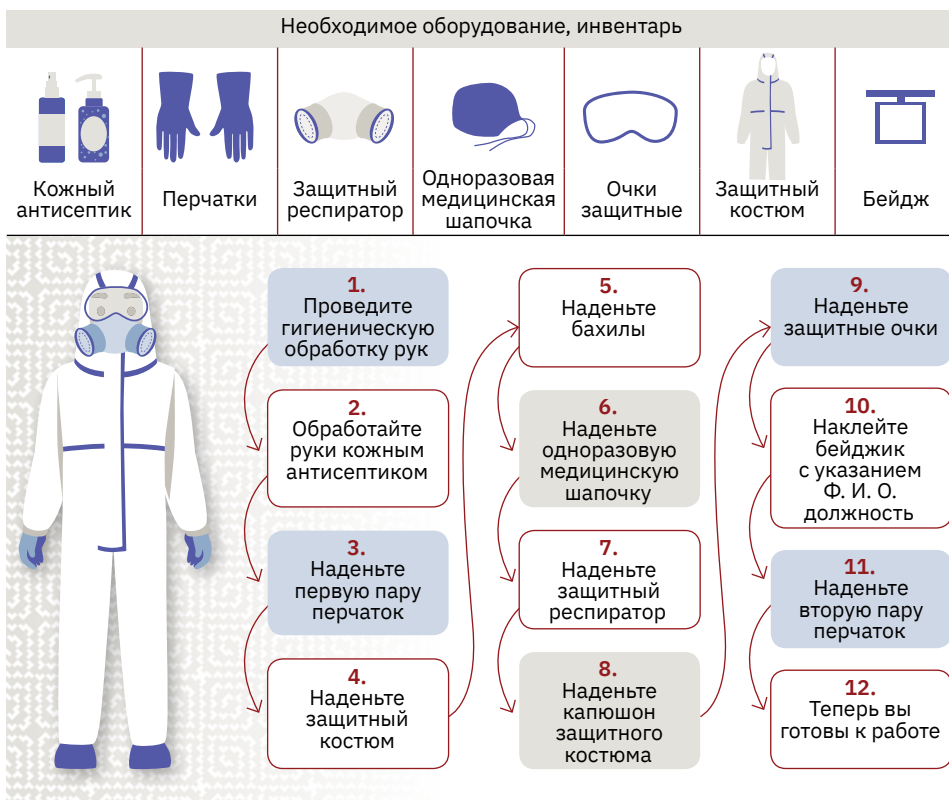 Необходимое оборудование, инвентарь
Кожный
антисептик
Перчатки
Защитный
респиратор
Одноразовая
медицинская
шапочка
Очки
защитные
Защитный
костюм
Бейдж
1.
Проведите
гигиеническую
обработку рук
2.
Обработайте
руки кожным
антисептиком
3.
Наденьте
первую пару
перчаток
4.
Наденьте
защитный
костюм
5.
Наденьте
бахилы
6.
Наденьте
одноразовую
медицинскую
шапочку
7.
Наденьте
защитный
респиратор
8.
Наденьте
капюшон
защитного
костюма
9.
Наденьте
защитные очки
10.
Наклейте
бейджик
с указанием
Ф. И. О.
должность
11.
Наденьте
вторую пару
перчаток
12.
Теперь вы
готовы к работе